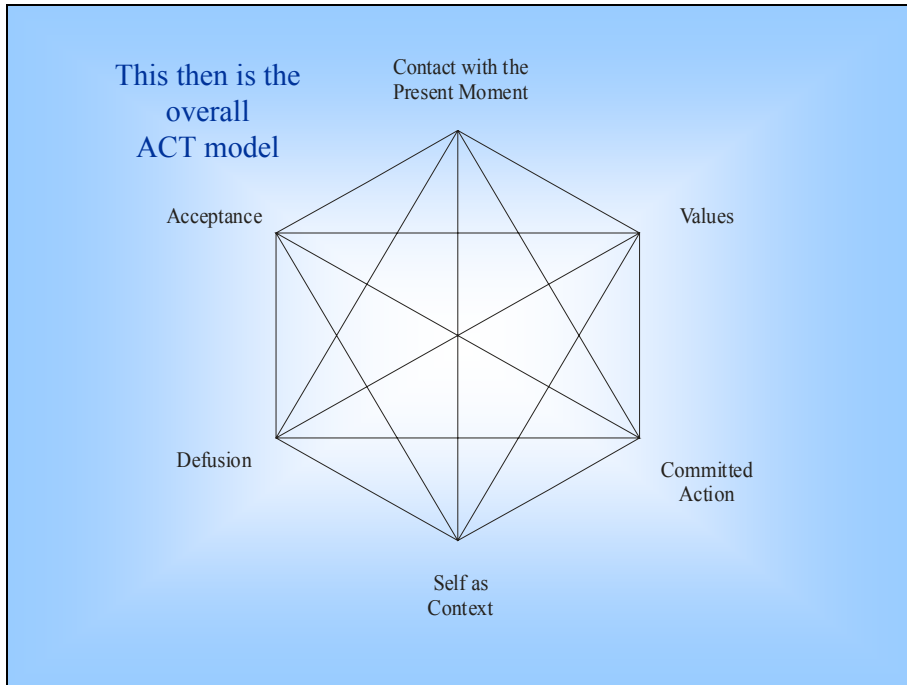 This then is the
overall
ACT model
Contact with the
Present Moment
Acceptance
Values
Defusion
Committed
Action
Self as
Context